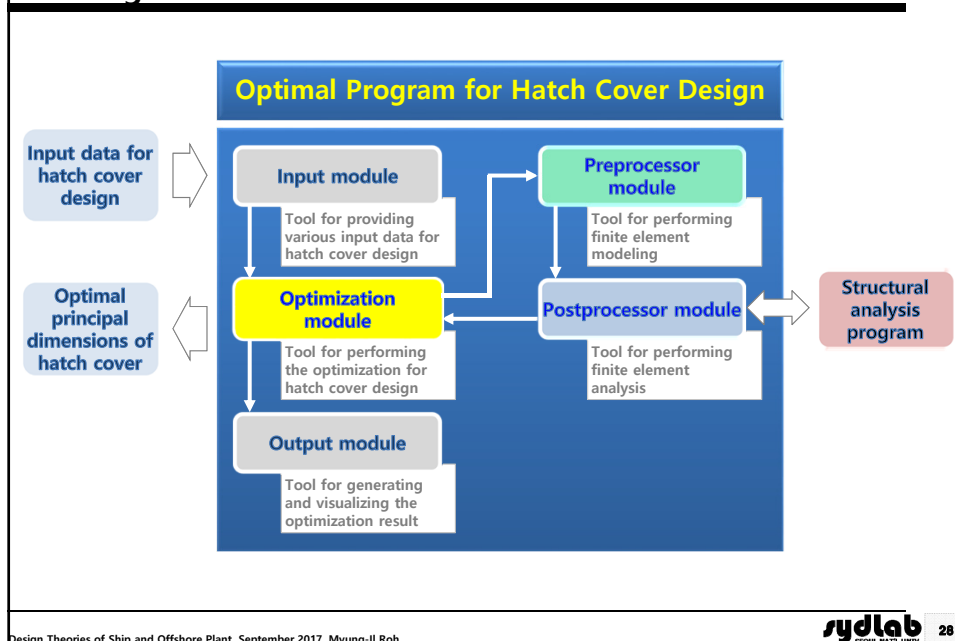 Optimal Program for Hatch Cover Design
Input data for
hatch cover
design
Input module
Tool for providing
various input data for
hatch cover design
Preprocessor
module
Tool for performing
finite element
modeling
Optimal
principal
dimensions of
hatch cover
Optimization
module
Tool for performing
the optimization for
hatch cover design
Postprocessor module
Tool for performing
finite element
analysis
Structural
analysis
program
Output module
Tool for generating
and visualizing the
optimization result
Design Theories of Ship and Offshore Plant, September 2017, Myung-Il Roh
sydlab
26